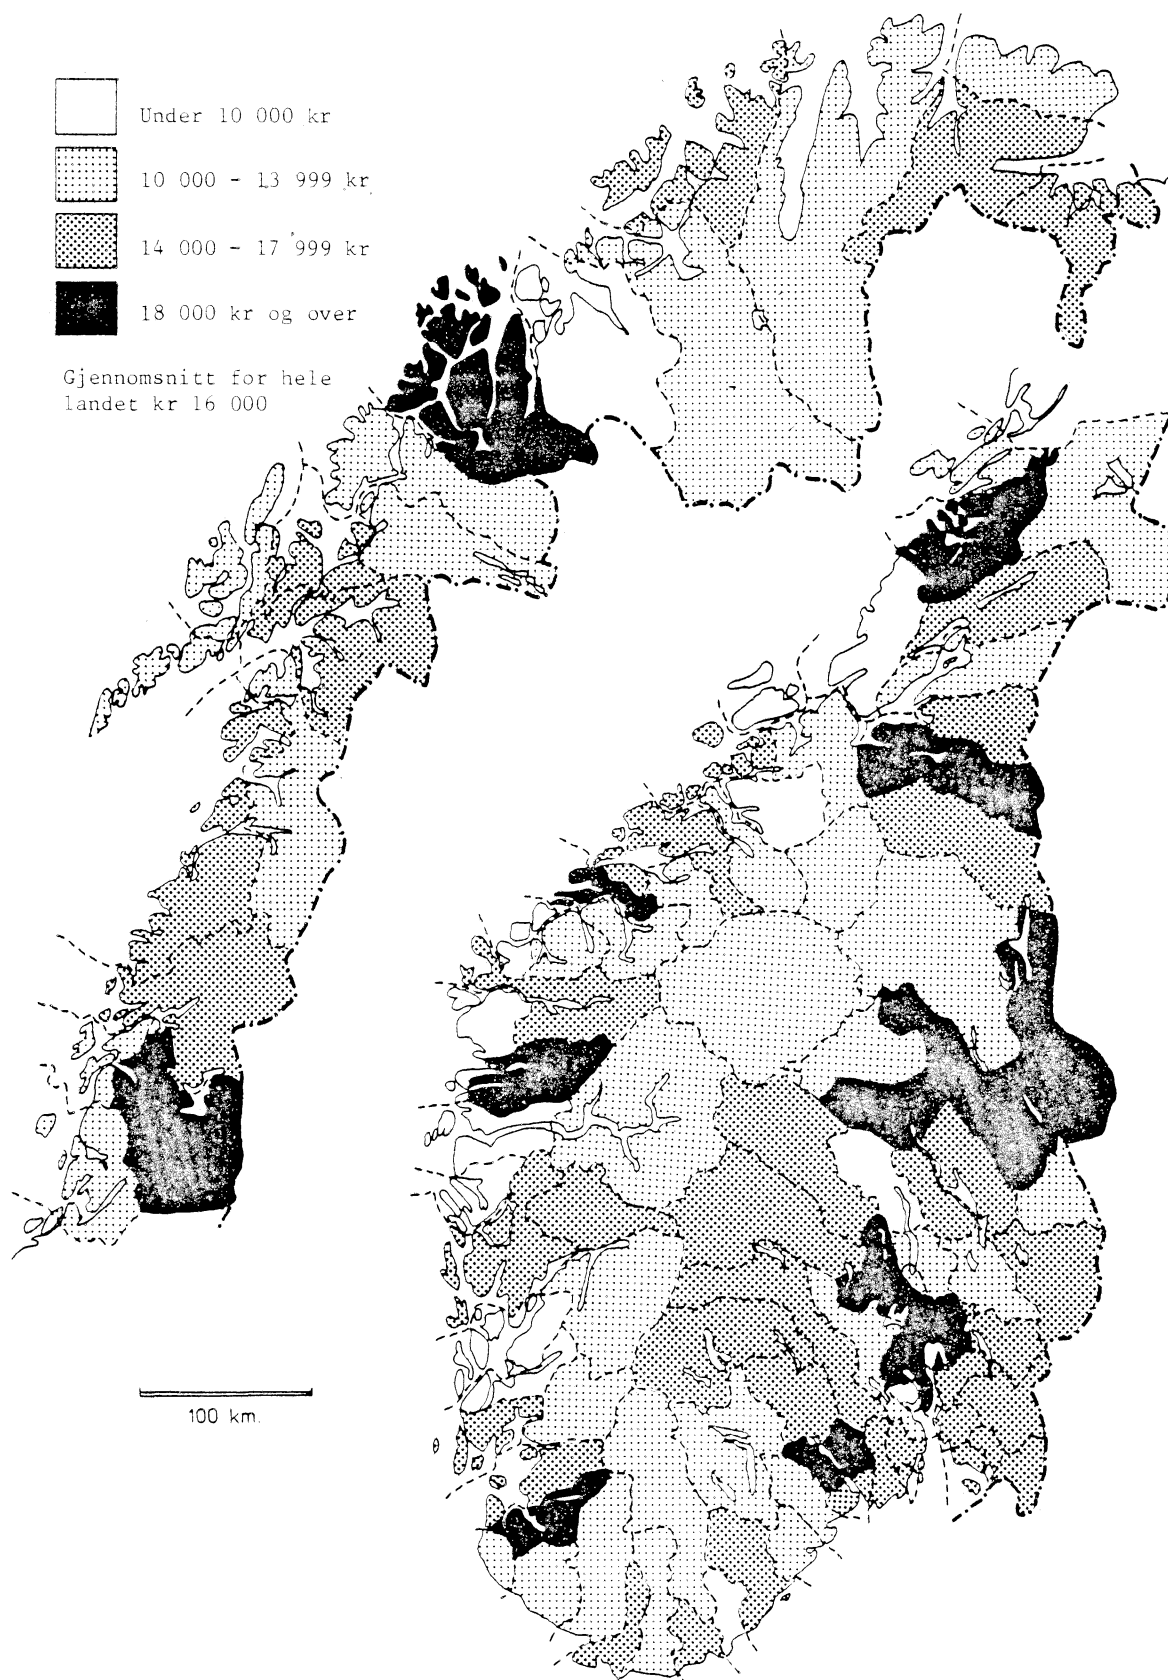 Under 10 000 kr
10 000 - 13 999 kr
14 000 - 17 999 kr
18 000 kr og over
Gjennomsnitt for hele
landet kr 16 000
100 km.